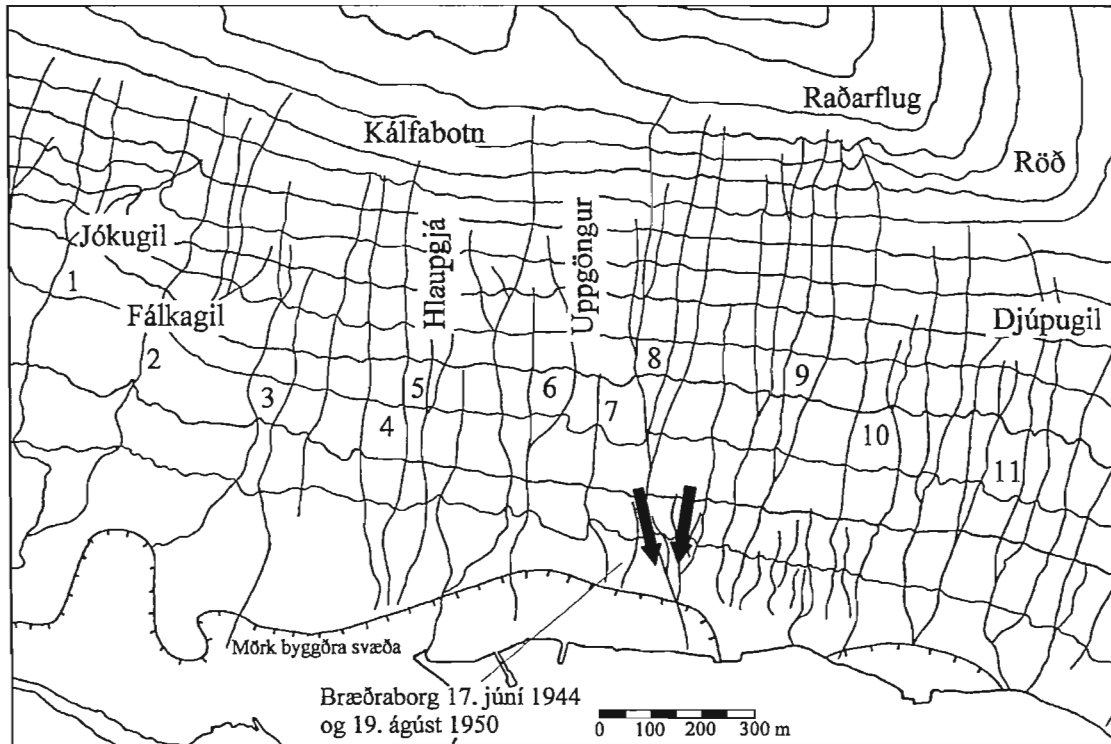 Raðarflug
Kálfabotn
Röð
Jókugil
Hlaupgjá
Uppgöngur
1
Fálkagil
Djúpugil
2
8
3
5
6
9
7
4
10
11
Mörk byggðra svæða
Bræðraborg 17. júní 1944
og 19. ágúst 1950
0 100 200 300 m